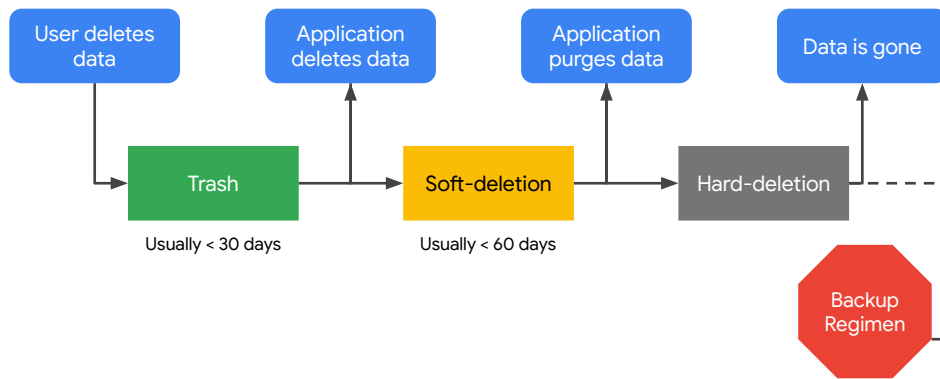 User deletes
data
Application
deletes data
Application
purges data
Data is gone
Trash
Soft-deletion
Hard-deletion
Usually < 30 days
Usually < 60 days
Backup
Regimen